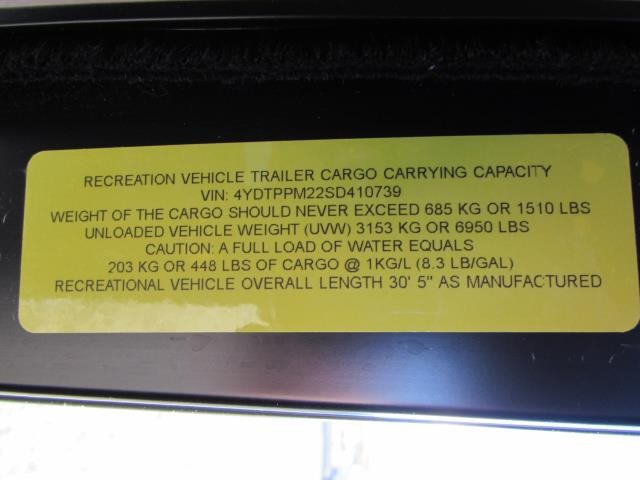 RECREATION VEHICLE TRAILER CARGO CARRYING CAPACITY
VIN: 4YDTPPM22SD410739
WEIGHT OF THE CARGO SHOULD NEVER EXCEED 685 KG OR 1510 LBS
UNLOADED VEHICLE WEIGHT (UVW) 3153 KG OR 6950 LBS
CAUTION: A FULL LOAD OF WATER EQUALS
203 KG OR 448 LBS OF CARGO @ 1KG/L (8.3 LB/GAL)
RECREATIONAL VEHICLE OVERALL LENGTH 30' 5" AS MANUFACTURED